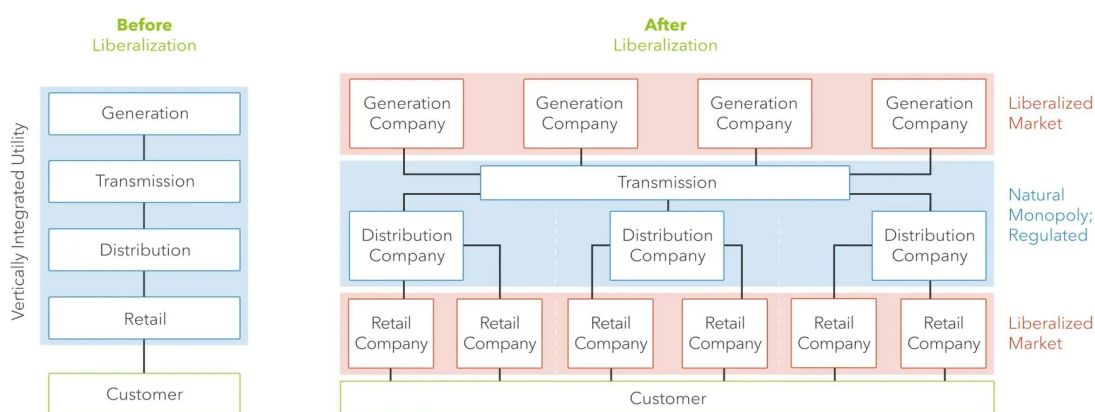 Before
Liberalization
Vertically Integrated Utility
Generation
Transmission
Distribution
Retail
Customer
After
Liberalization
Generation
Company
Generation
Company
Generation
Company
Generation
Company
Liberalized
Market
Transmission
Natural
Monopoly;
Regulated
Distribution
Company
Distribution
Company
Distribution
Company
Retail
Company
Retail
Company
Retail
Company
Retail
Company
Retail
Company
Retail
Company
Liberalized
Market
Customer